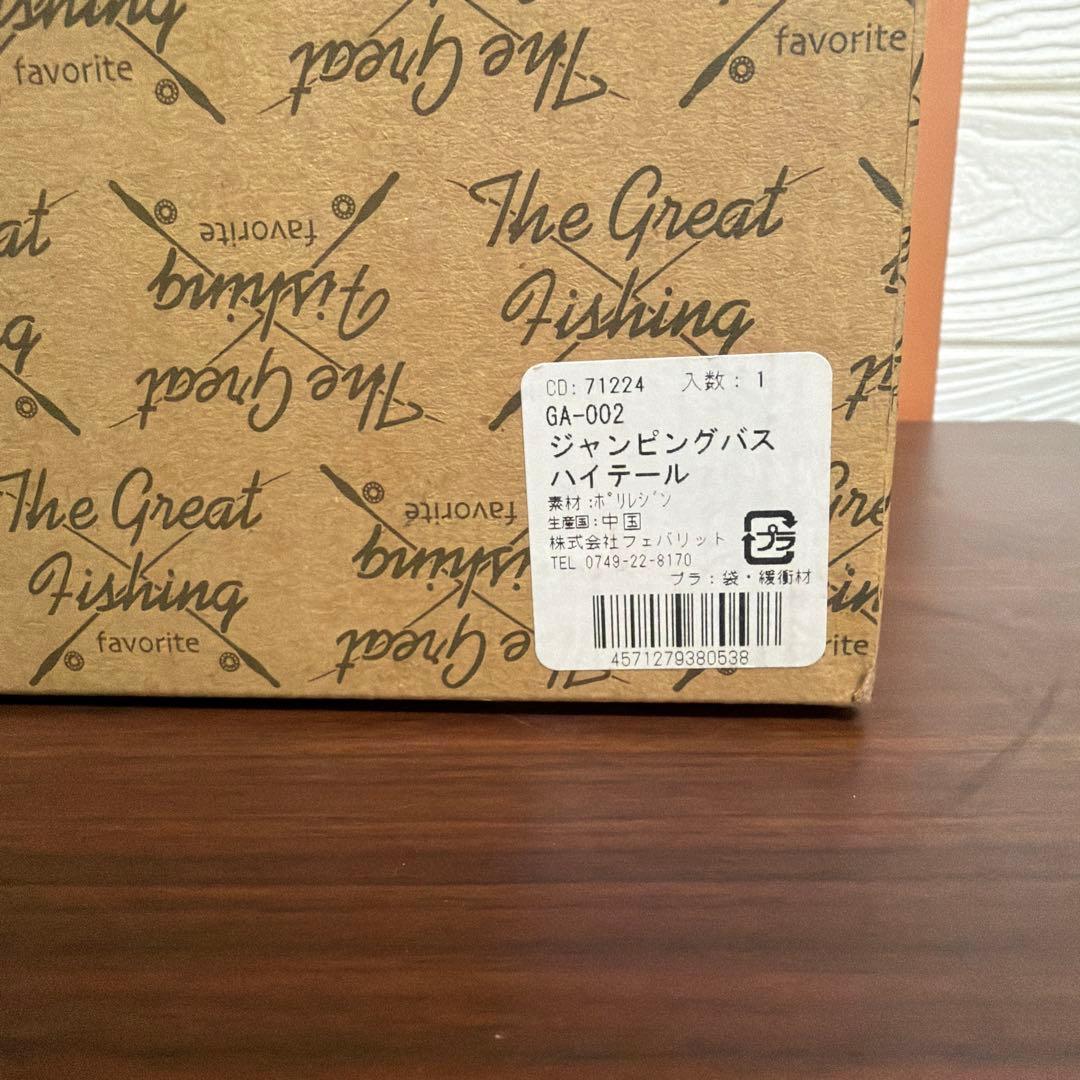 Fishing
favorite
The Great
favorite
The Great
Fishing
favorite
Fishing
The Great
The Great
Fishing
favorite
favorite
Fishing
The Great
CD: 71224 入数: 1
GA-002
ジャンピングバス
ハイテール
素材:ﾎﾟﾘﾚｼﾞﾝ
生産国:中国
株式会社フェバリット
TEL 0749-22-8170
プラ
プラ:袋・緩衝材
4571279380538